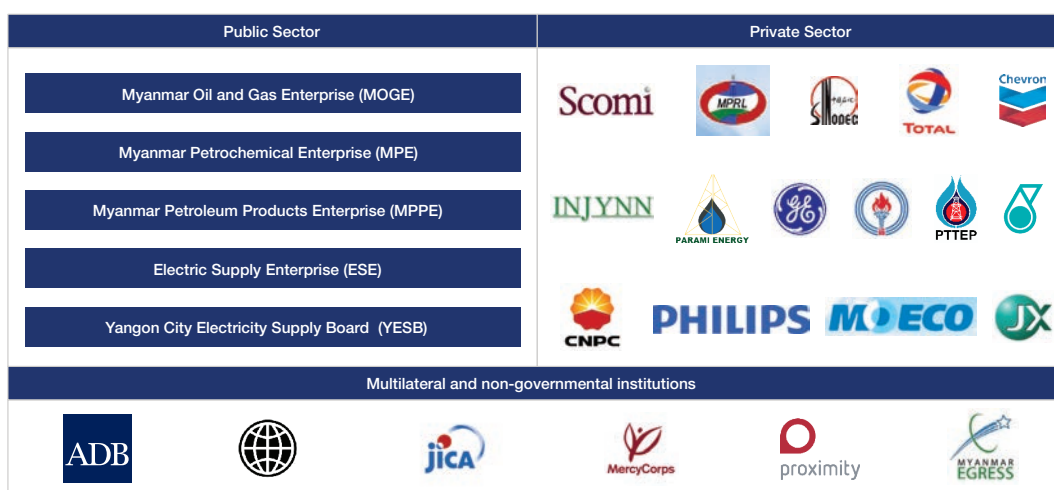 Public Sector
Private Sector
Myanmar Oil and Gas Enterprise (MOGE)
Myanmar Petrochemical Enterprise (MPE)
Myanmar Petroleum Products Enterprise (MPPE)
Electric Supply Enterprise (ESE)
Yangon City Electricity Supply Board (YESB)
Scomi
MPRL
SINODEC
TOTAL
Chevron
INJYNN
PARAMI ENERGY
GE
PTTEP
CNPC
PHILIPS
MOECO
JX
Multilateral and non-governmental institutions
ADB
jICA
MercyCorps
proximity
MYANMAR
EGRESS